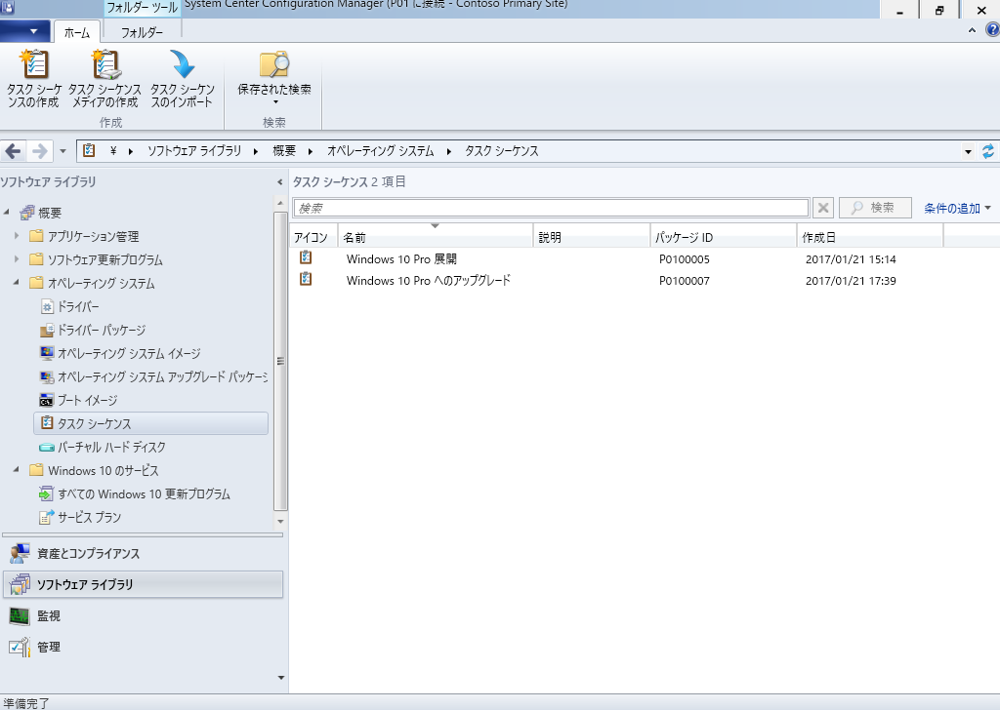 フォルダー ツール
System Center Configuration Manager (P01 に接続 - Contoso Primary Site)
ホーム
フォルダー
タスク シーケ
ンスの作成
タスク シーケンス
メディアの作成
タスク シーケン
スのインポート
保存された検索
作成
検索
¥
ソフトウェア ライブラリ
概要
オペレーティング システム
タスク シーケンス
ソフトウェア ライブラリ
タスク シーケンス 2 項目
検索
検索
条件の追加
概要
アプリケーション管理
ソフトウェア更新プログラム
オペレーティング システム
ドライバー
ドライバー パッケージ
オペレーティング システム イメージ
オペレーティング システム アップグレード パッケージ
ブート イメージ
タスク シーケンス
バーチャル ハード ディスク
Windows 10 のサービス
すべての Windows 10 更新プログラム
サービス プラン
アイコン 名前 説明 パッケージ ID 作成日
Windows 10 Pro 展開 P0100005 2017/01/21 15:14
Windows 10 Pro へのアップグレード P0100007 2017/01/21 17:39
資産とコンプライアンス
ソフトウェア ライブラリ
監視
管理
準備完了